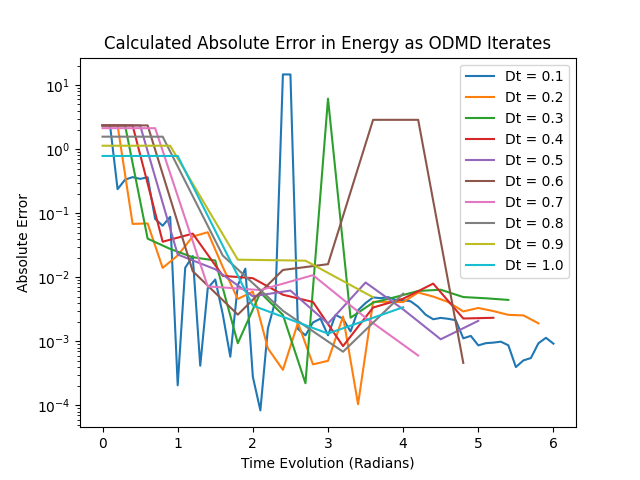 Calculated Absolute Error in Energy as ODMD Iterates
Absolute Error
10¹
10⁰
10⁻¹
10⁻²
10⁻³
10⁻⁴
Dt = 0.1
Dt = 0.2
Dt = 0.3
Dt = 0.4
Dt = 0.5
Dt = 0.6
Dt = 0.7
Dt = 0.8
Dt = 0.9
Dt = 1.0
0 1 2 3 4 5 6
Time Evolution (Radians)